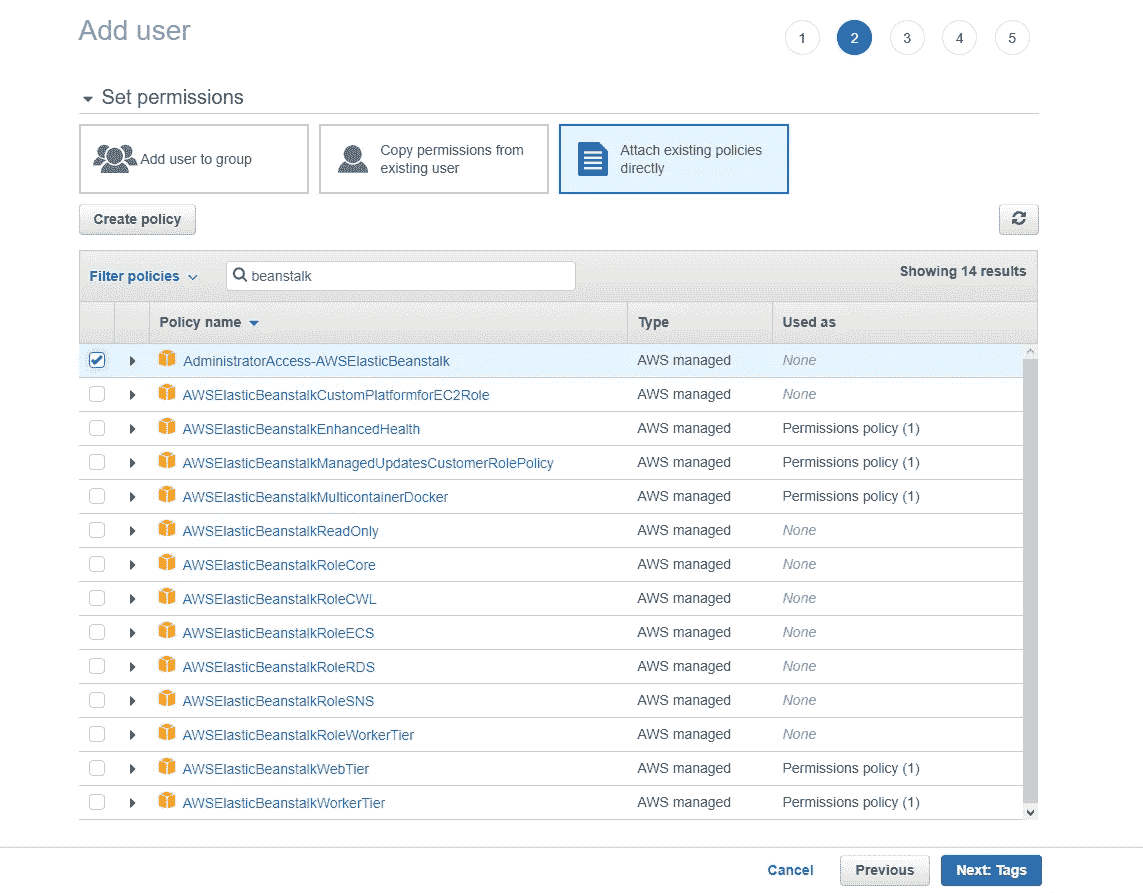 Add user
1 2 3 4 5
Set permissions
Add user to group
Copy permissions from
existing user
Attach existing policies
directly
Create policy
Filter policies
beanstalk
Showing 14 results
Policy name Type Used as
AdministratorAccess-AWSElasticBeanstalk AWS managed None
AWSElasticBeanstalkCustomPlatformforEC2Role AWS managed None
AWSElasticBeanstalkEnhancedHealth AWS managed Permissions policy (1)
AWSElasticBeanstalkManagedUpdatesCustomerRolePolicy AWS managed Permissions policy (1)
AWSElasticBeanstalkMulticontainerDocker AWS managed Permissions policy (1)
AWSElasticBeanstalkReadOnly AWS managed None
AWSElasticBeanstalkRoleCore AWS managed None
AWSElasticBeanstalkRoleCWL AWS managed None
AWSElasticBeanstalkRoleECS AWS managed None
AWSElasticBeanstalkRoleRDS AWS managed None
AWSElasticBeanstalkRoleSNS AWS managed None
AWSElasticBeanstalkRoleWorkerTier AWS managed None
AWSElasticBeanstalkWebTier AWS managed Permissions policy (1)
AWSElasticBeanstalkWorkerTier AWS managed Permissions policy (1)
Cancel Previous Next: Tags